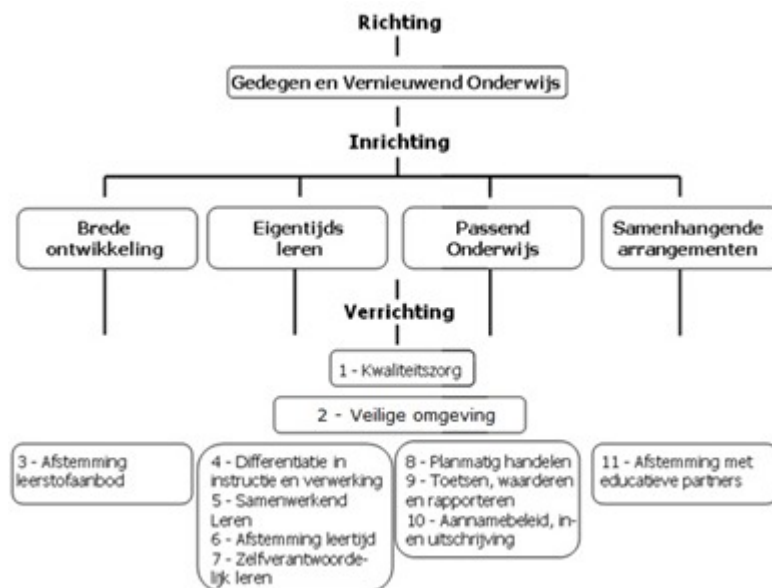 Richting
Gedegen en Vernieuwend Onderwijs
Inrichting
Brede
ontwikkeling
Eigentijds
leren
Passend
Onderwijs
Samenhangende
arrangementen
Verrichting
1 - Kwaliteitszorg
2 - Veilige omgeving
3 - Afstemming
leerstofaanbod
4 - Differentiatie in
instructie en verwerking
5 - Samenwerkend
Leren
6 - Afstemming leertijd
7 - Zelfverantwoorde-
lijk leren
8 - Planmatig handelen
9 - Toetsen, waarderen
en rapporteren
10 - Aannamebeleid, in-
en uitschrijving
11 - Afstemming met
educatieve partners